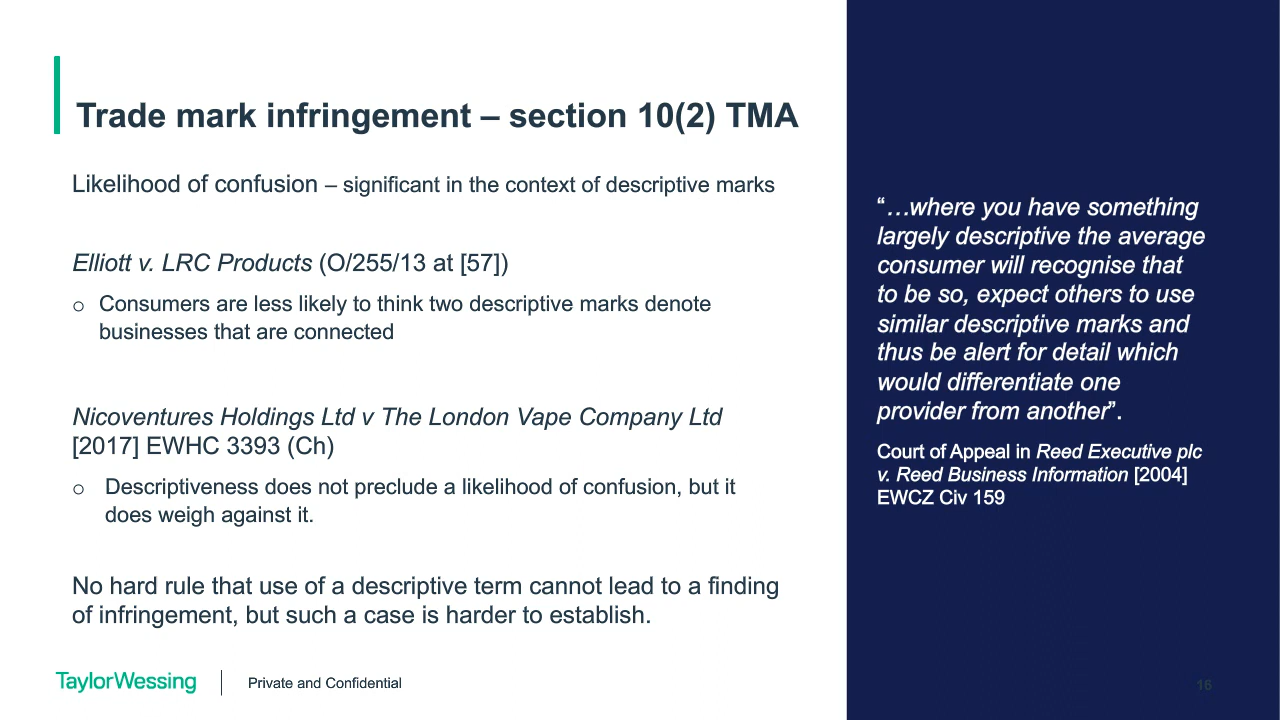 Trade mark infringement – section 10(2) TMA
Likelihood of confusion – significant in the context of descriptive marks
Elliott v. LRC Products (O/255/13 at [57])
o Consumers are less likely to think two descriptive marks denote
businesses that are connected
Nicoventures Holdings Ltd v The London Vape Company Ltd
[2017] EWHC 3393 (Ch)
o Descriptiveness does not preclude a likelihood of confusion, but it
does weigh against it.
No hard rule that use of a descriptive term cannot lead to a finding
of infringement, but such a case is harder to establish.
“…where you have something
largely descriptive the average
consumer will recognise that
to be so, expect others to use
similar descriptive marks and
thus be alert for detail which
would differentiate one
provider from another”.
Court of Appeal in Reed Executive plc
v. Reed Business Information [2004]
EWCZ Civ 159
TaylorWessing
Private and Confidential
16